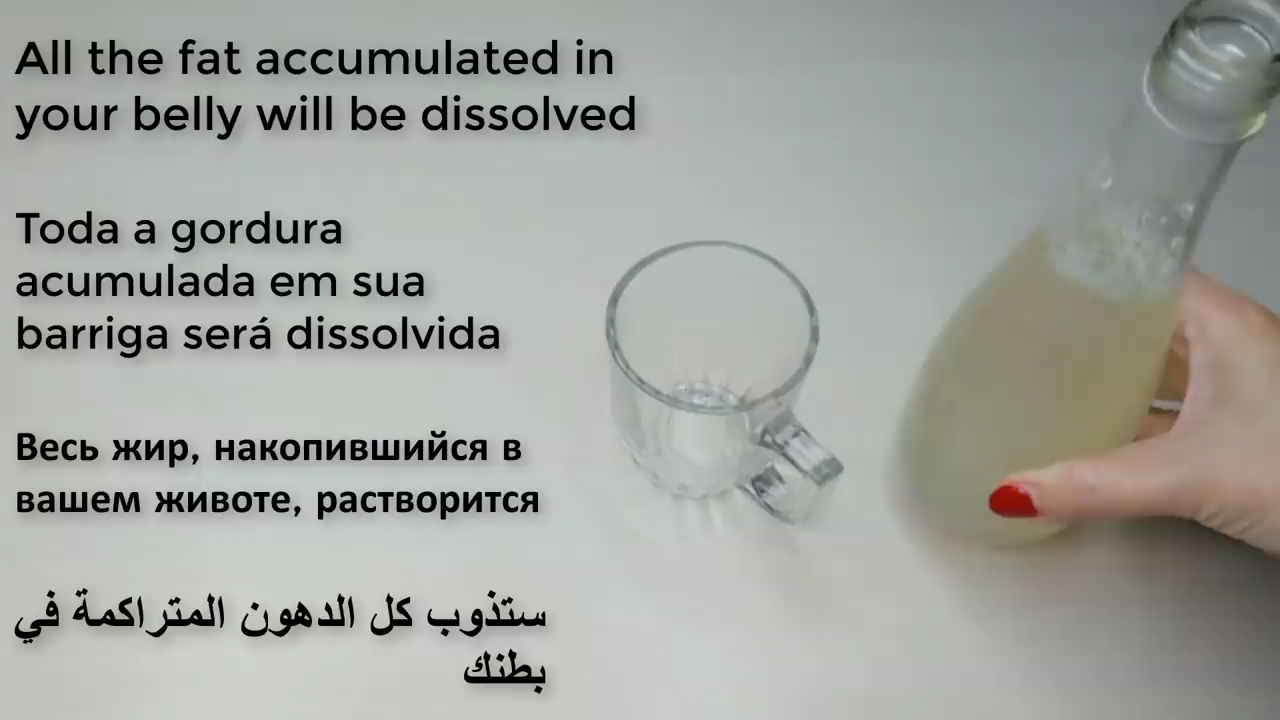 All the fat accumulated in
your belly will be dissolved
Toda a gordura
acumulada em sua
barriga será dissolvida
Весь жир, накопившийся в
вашем животе, растворится
ستذوب كل الدهون المتراكمة في
بطنك